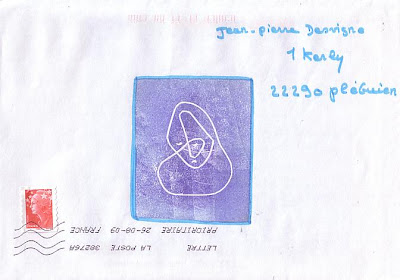 jean-pierre Desvigne
1 Kerly
22290 pléguien
LETTRE LA POSTE 38276A
PRIORITAIRE 26-08-09 FRANCE